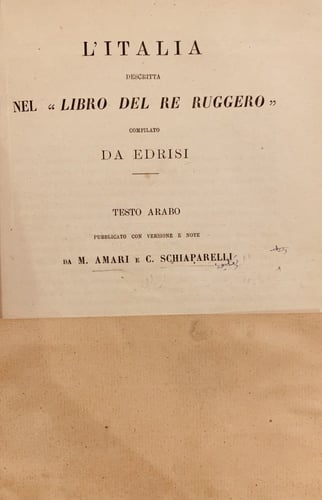 L'ITALIA
DESCRITTA
NEL “ LIBRO DEL RE RUGGERO ”
COMPILATO
DA EDRISI
TESTO ARABO
PUBBLICATO CON VERSIONE E NOTE
DA M. AMARI E C. SCHIAPARELLI